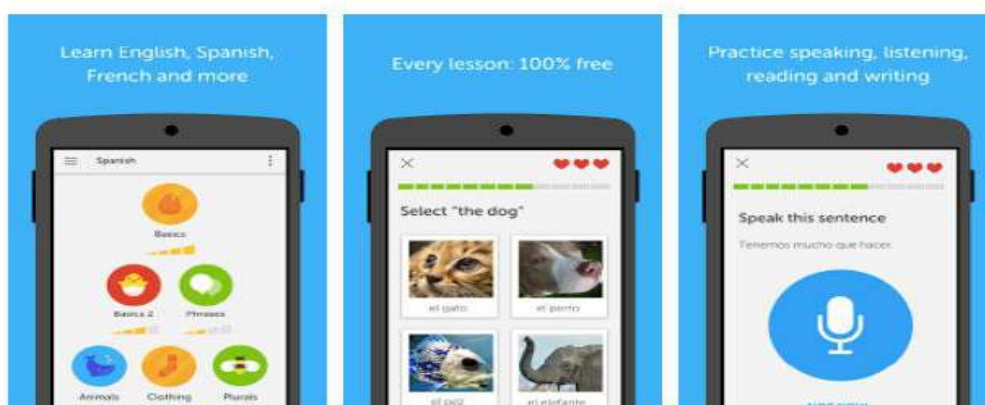 Learn English, Spanish,
French and more
Spanish
Basics
Basics 2
Phrases
Animals
Clothing
Plurals
Every lesson: 100% free
Select "the dog"
el gato
el perro
el pez
el elefante
Practice speaking, listening,
reading and writing
Speak this sentence
Tenemos mucho que hacer.